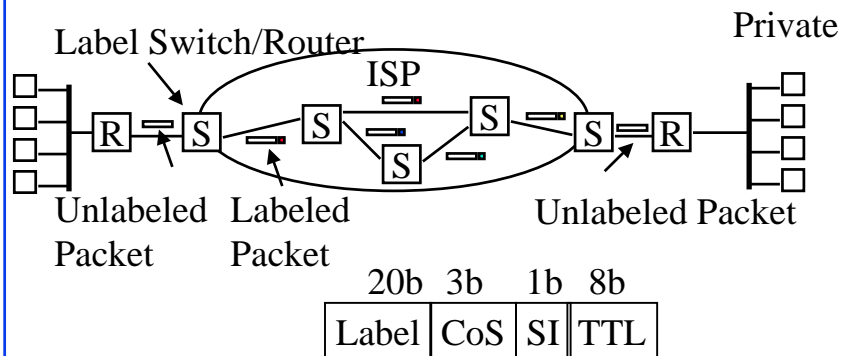 Private
Label Switch/Router
ISP
R S S S S S R
Unlabeled Labeled Unlabeled Packet
Packet Packet
20b 3b 1b 8b
Label CoS SI TTL